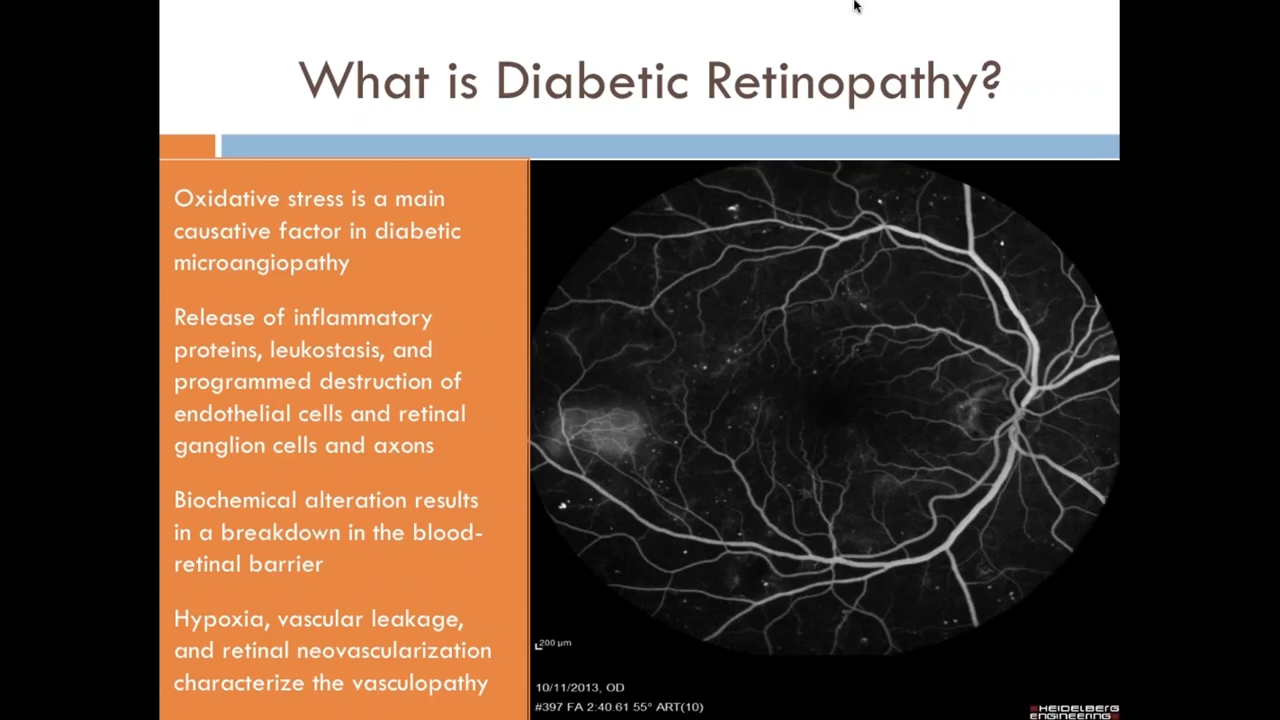 What is Diabetic Retinopathy?
Oxidative stress is a main
causative factor in diabetic
microangiopathy
Release of inflammatory
proteins, leukostasis, and
programmed destruction of
endothelial cells and retinal
ganglion cells and axons
Biochemical alteration results
in a breakdown in the blood-
retinal barrier
Hypoxia, vascular leakage,
and retinal neovascularization
characterize the vasculopathy
200 µm
10/11/2013, OD
#397 FA 2:40.61 55° ART(10)
HEIDELBERG
ENGINEERING